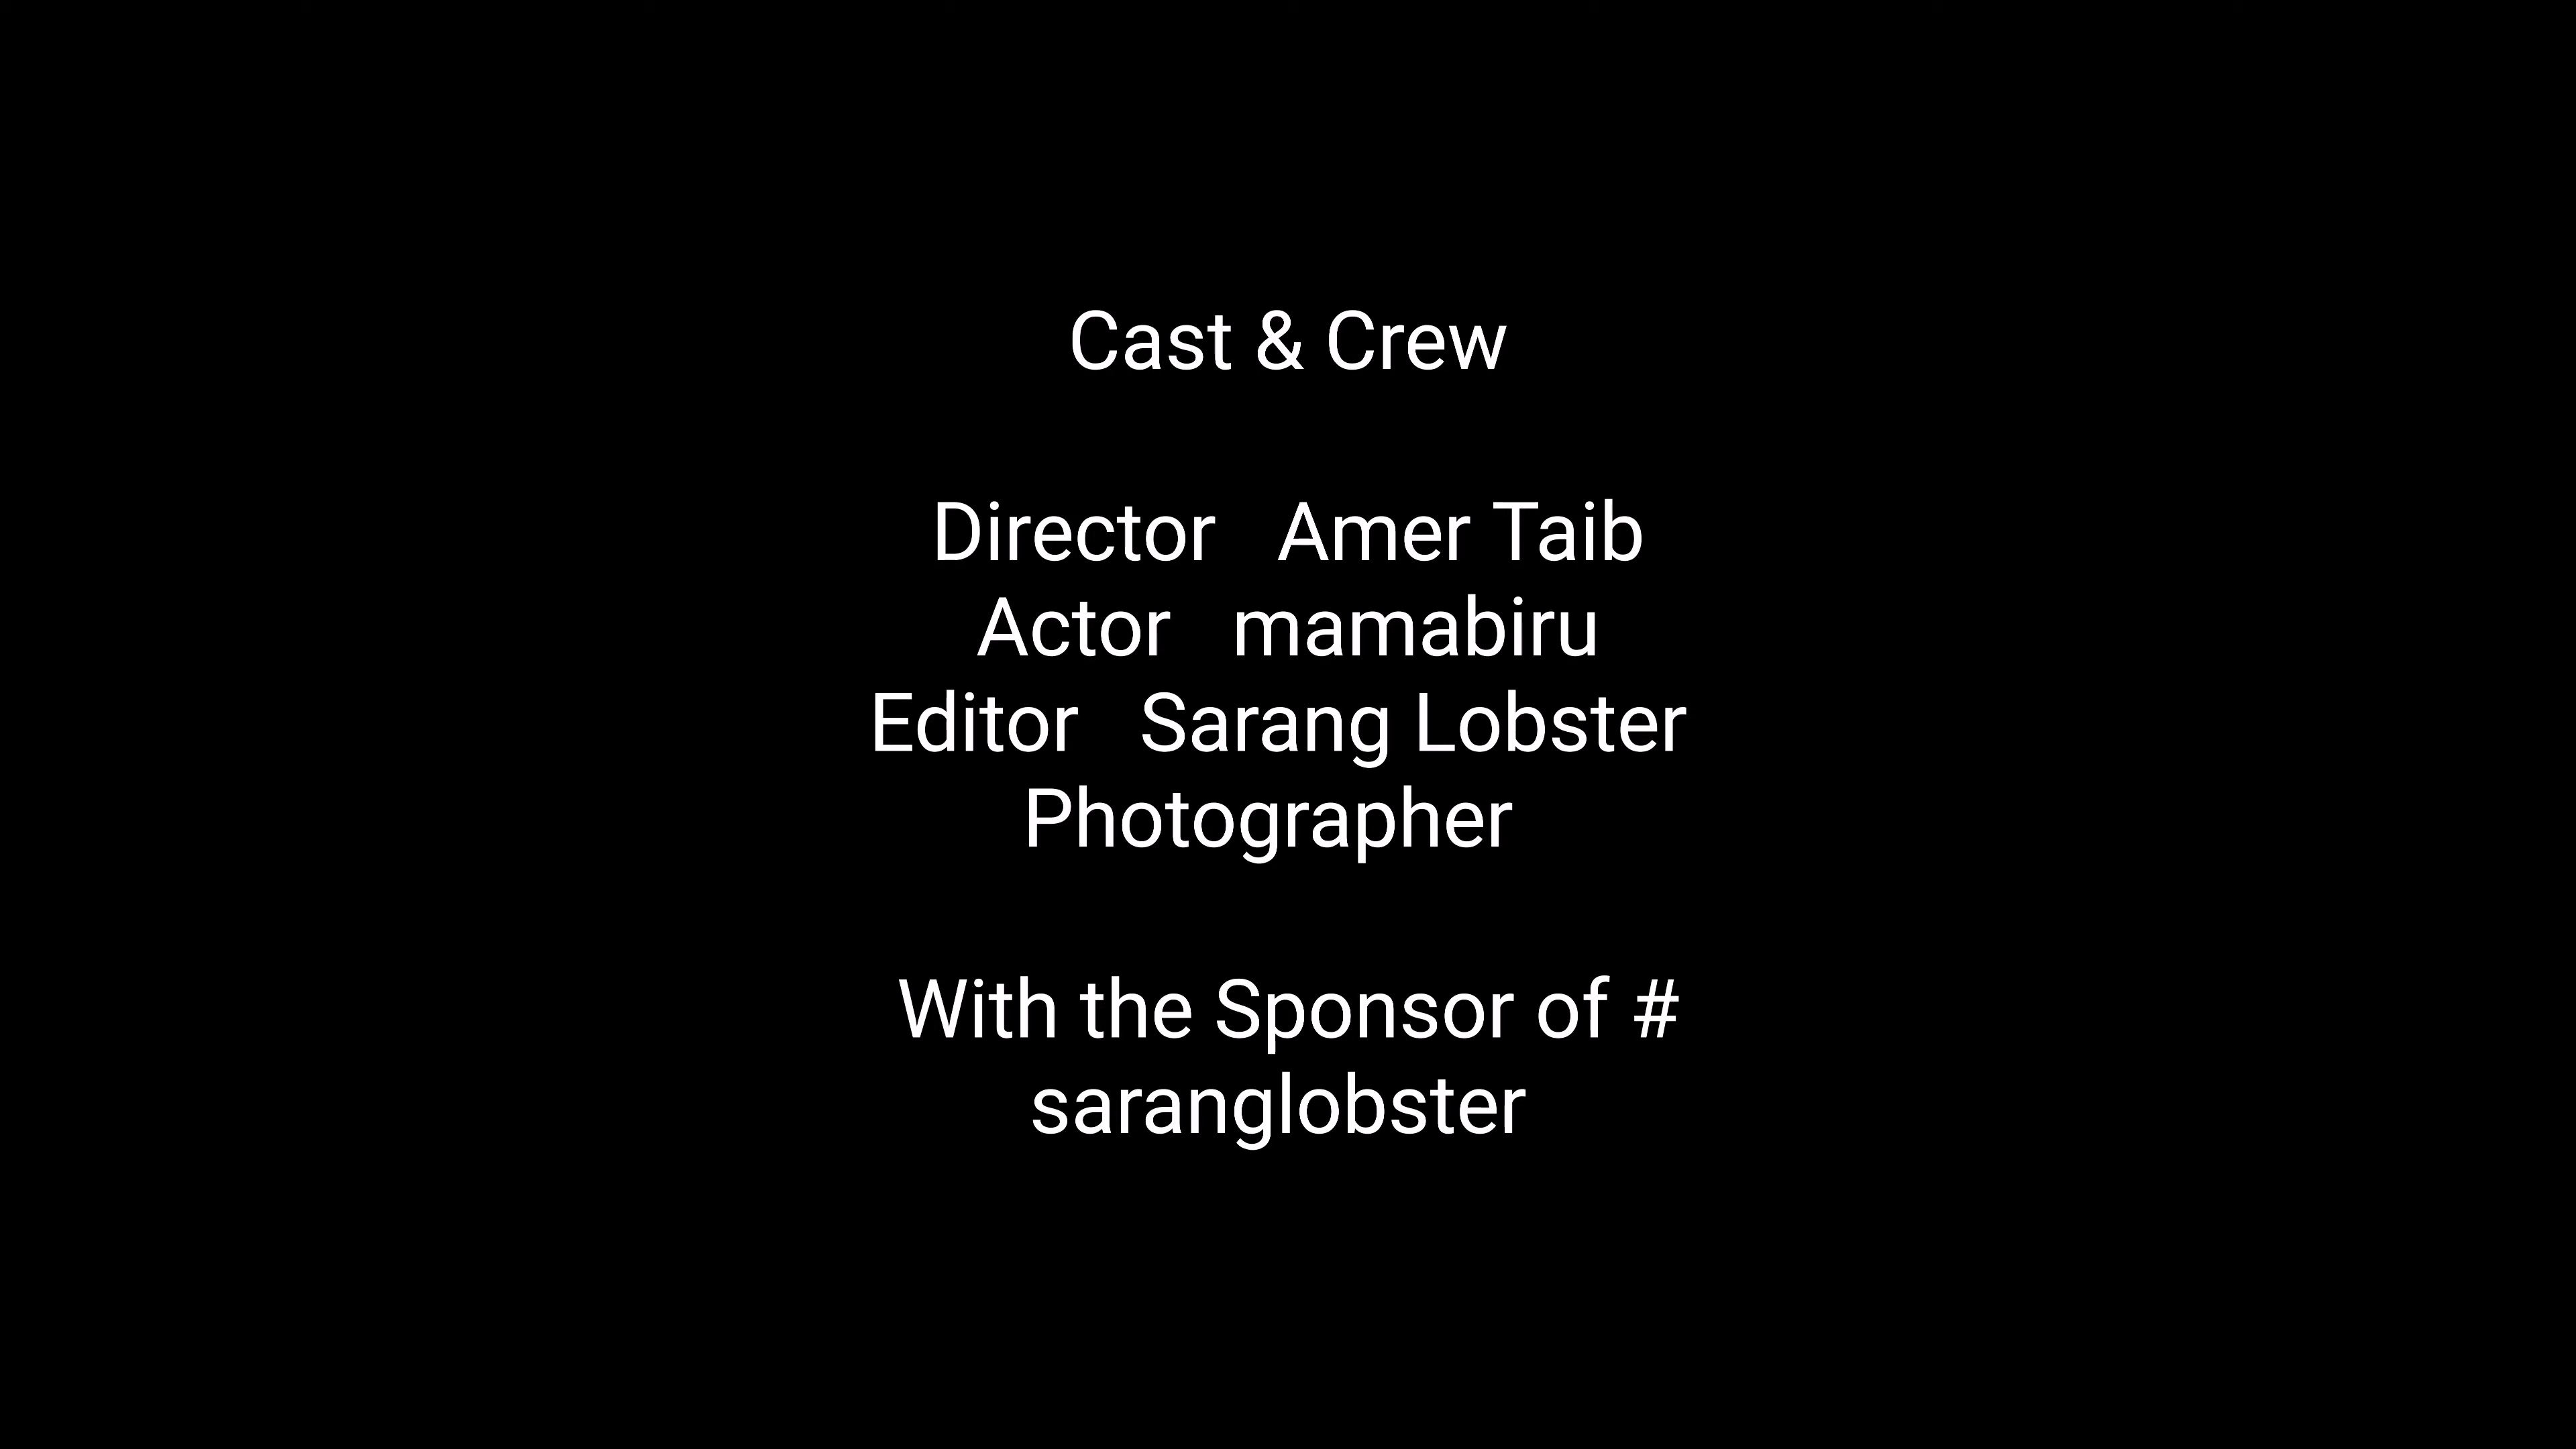 Cast & Crew
Director   Amer Taib
Actor   mamabiru
Editor   Sarang Lobster
Photographer
With the Sponsor of #
saranglobster